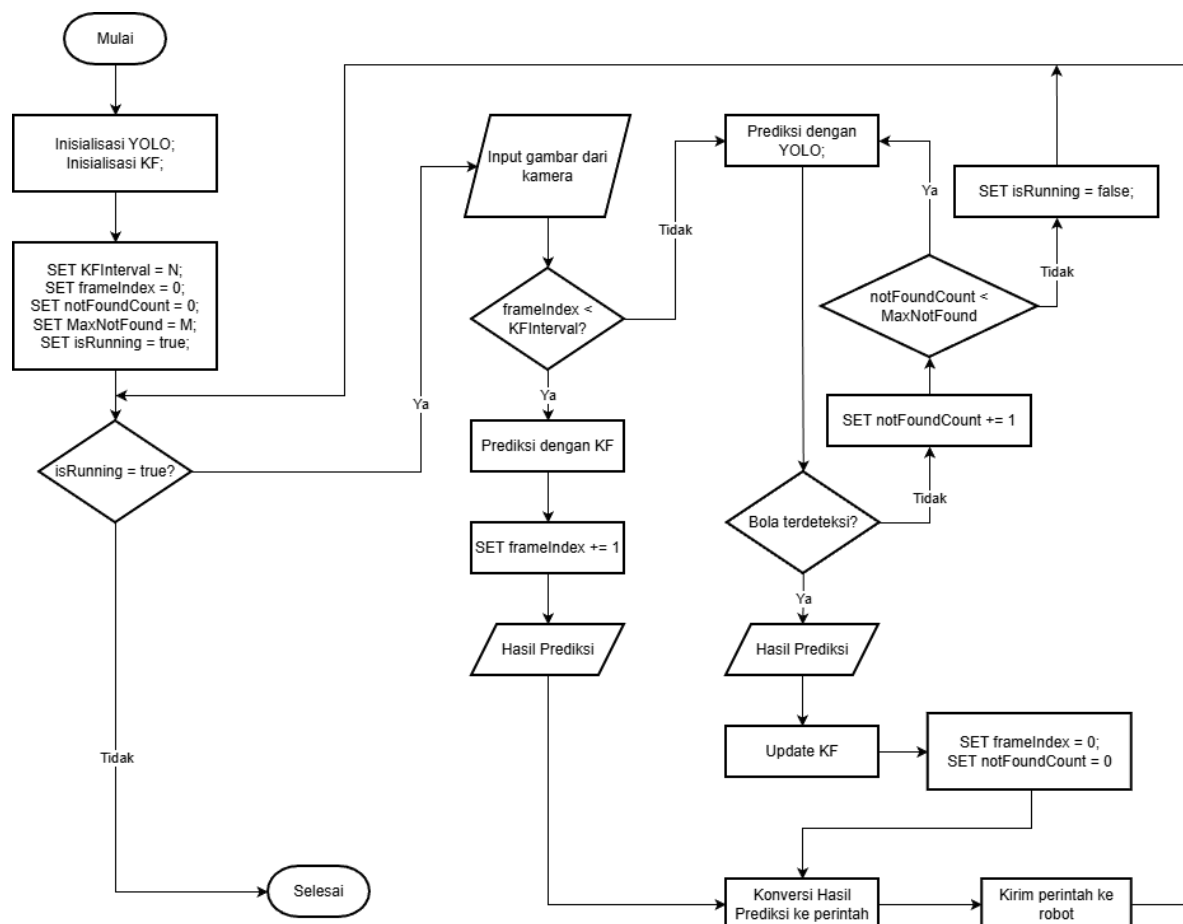 Mulai
Inisialisasi YOLO;
Inisialisasi KF;
SET KFInterval = N;
SET frameIndex = 0;
SET notFoundCount = 0;
SET MaxNotFound = M;
SET isRunning = true;
isRunning = true?
Ya
Tidak
Selesai
Input gambar dari
kamera
frameIndex <
KFInterval?
Tidak
Ya
Prediksi dengan KF
SET frameIndex += 1
Hasil Prediksi
Prediksi dengan
YOLO;
Bola terdeteksi?
Tidak
SET notFoundCount += 1
notFoundCount <
MaxNotFound
Ya
Tidak
SET isRunning = false;
Ya
Hasil Prediksi
Update KF
SET frameIndex = 0;
SET notFoundCount = 0
Konversi Hasil
Prediksi ke perintah
Kirim perintah ke
robot